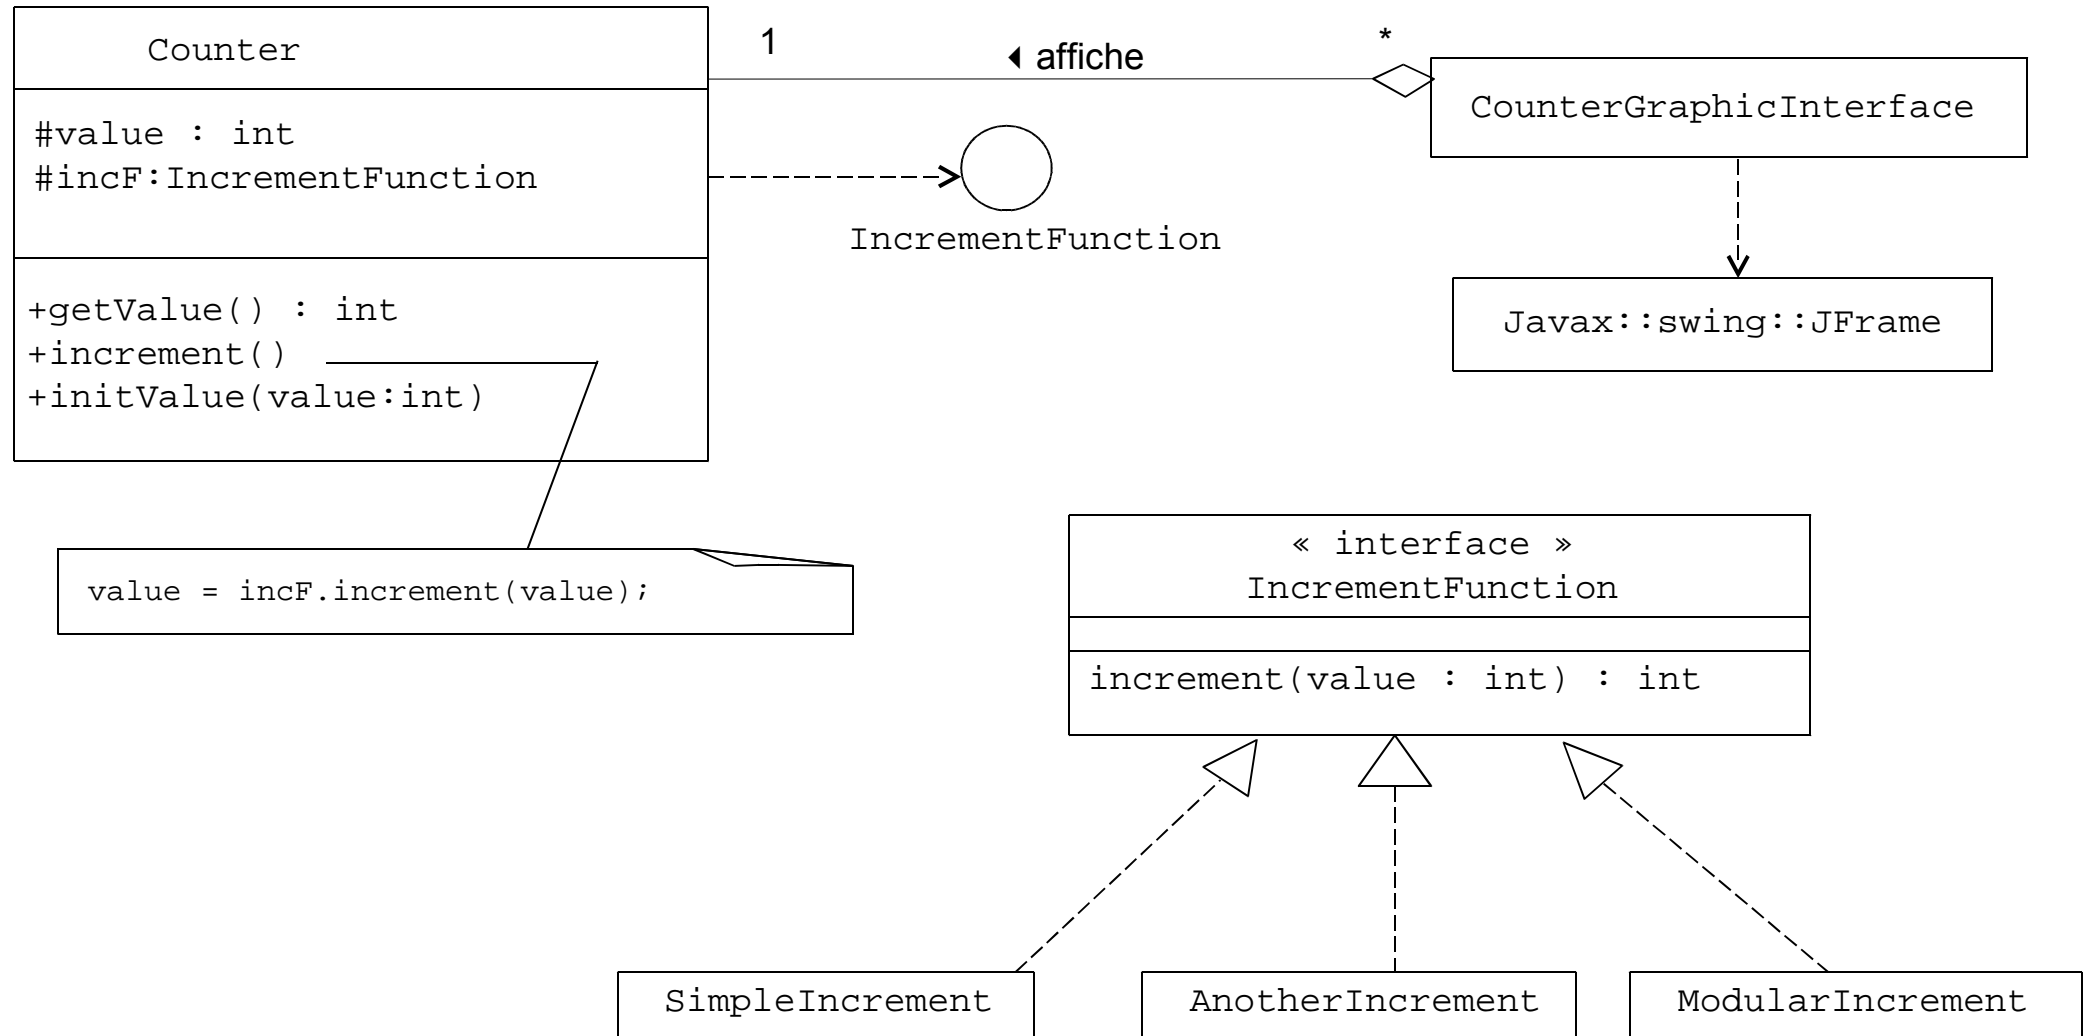 Counter
#value : int
#incF:IncrementFunction
+getValue() : int
+increment()
+initValue(value:int)
value = incF.increment(value);
1
affiche
*
IncrementFunction
CounterGraphicInterface
Javax::swing::JFrame
« interface »
IncrementFunction
increment(value : int) : int
SimpleIncrement
AnotherIncrement
ModularIncrement